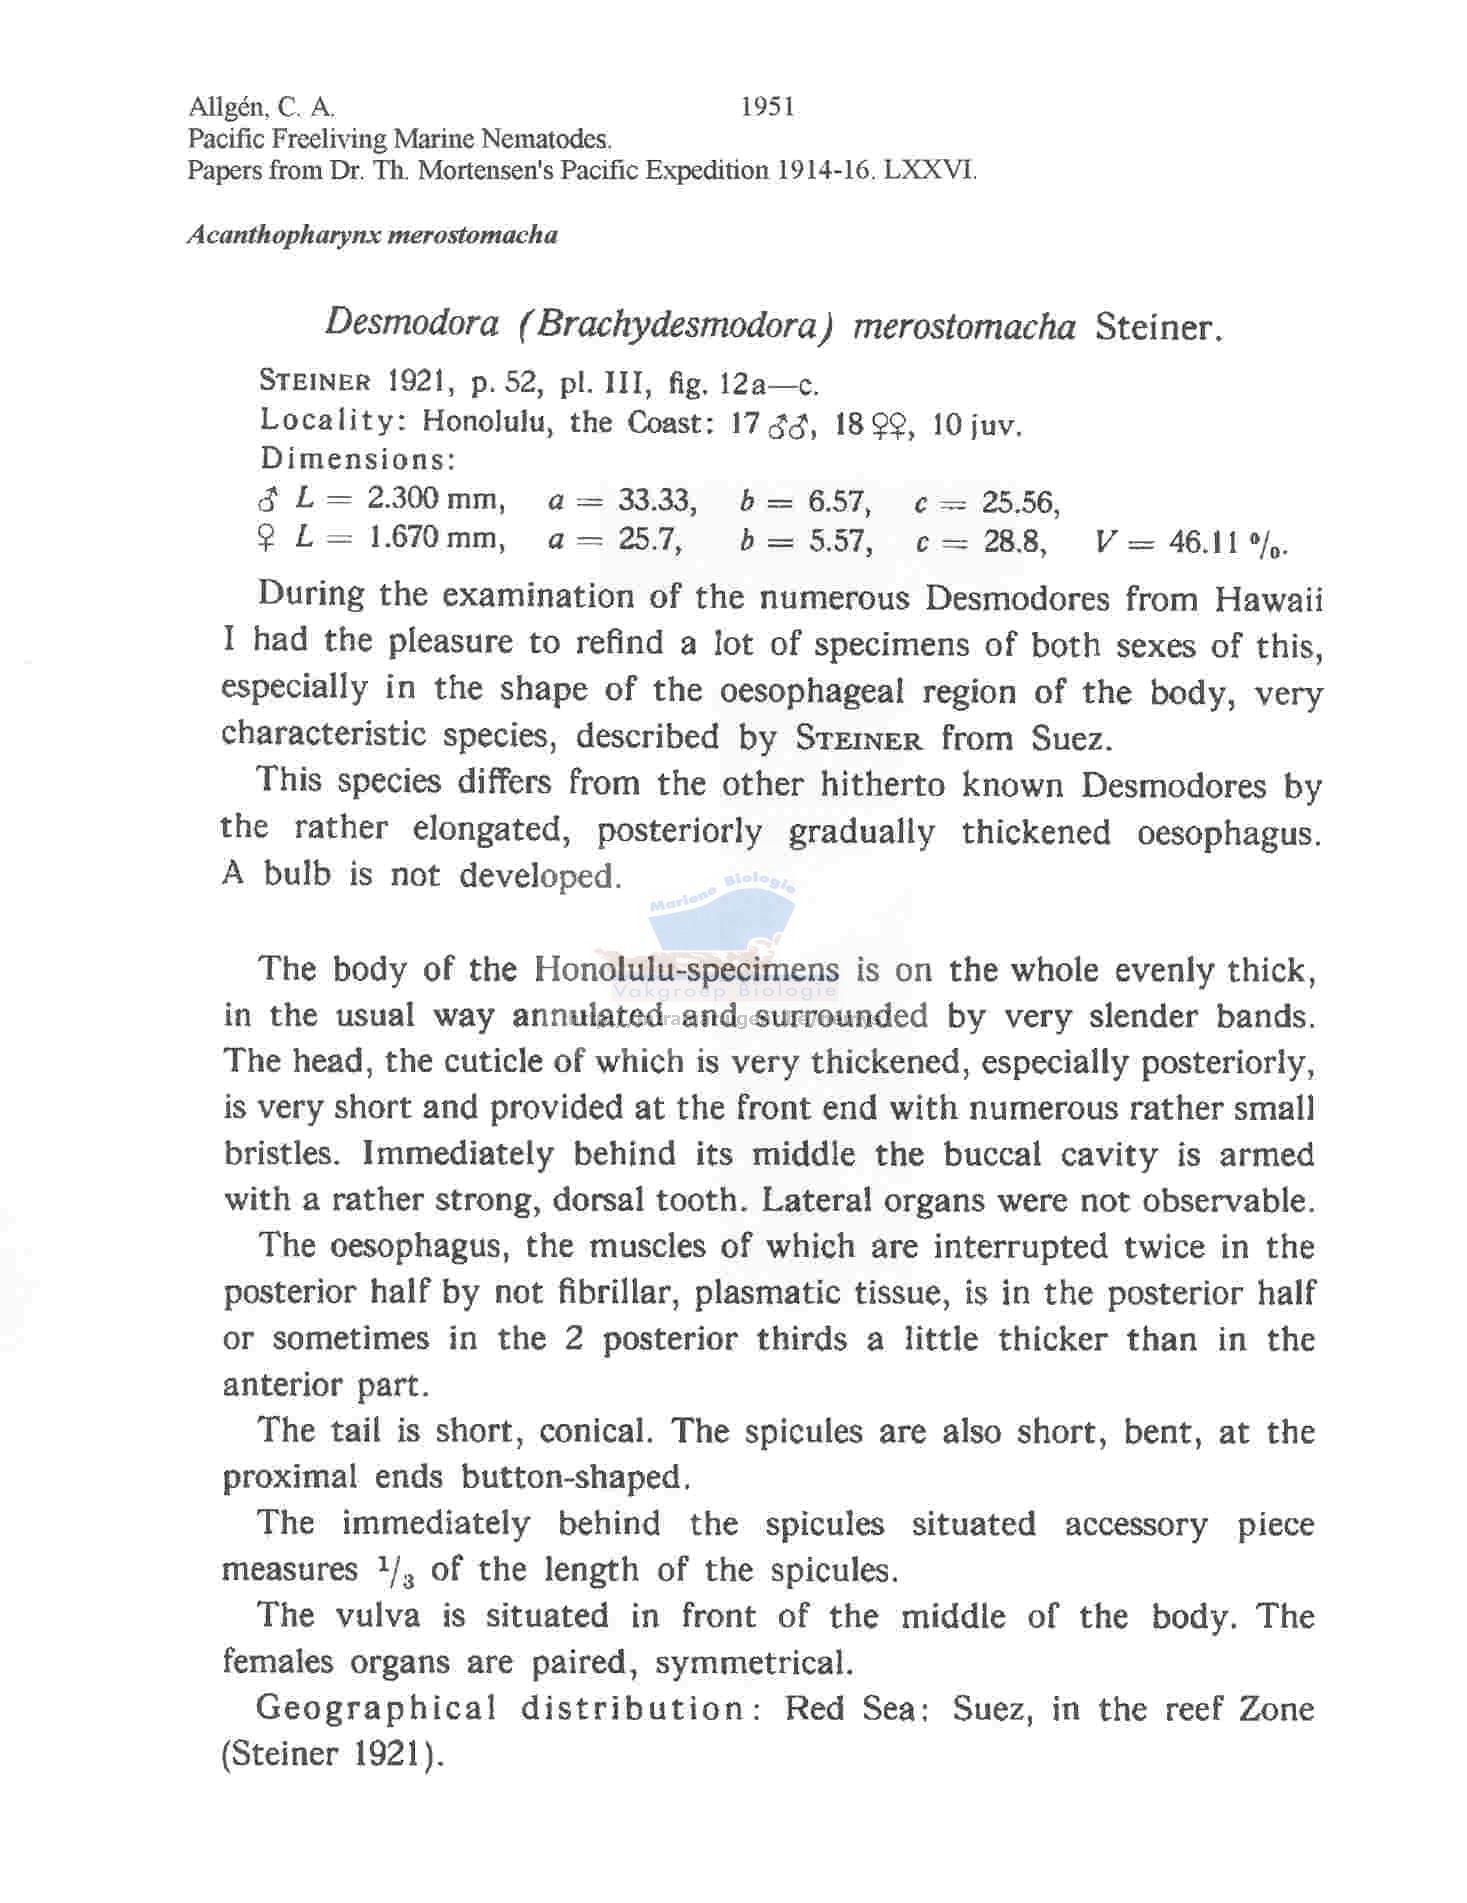 Allgén, C. A. 1951
Pacific Freeliving Marine Nematodes.
Papers from Dr. Th. Mortensen's Pacific Expedition 1914-16. LXXVI.
Acanthopharynx merostomacha
Desmodora (Brachydesmodora) merostomacha Steiner.
STEINER 1921, p. 52, pl. III, fig. 12a—c.
Locality: Honolulu, the Coast: 17 ♂♂, 18 ♀♀, 10 juv.
Dimensions:
♂ L = 2.300 mm, a = 33.33, b = 6.57, c = 25.56,
♀ L = 1.670 mm, a = 25.7, b = 5.57, c = 28.8, V = 46.11 %.
During the examination of the numerous Desmodores from Hawaii
I had the pleasure to refind a lot of specimens of both sexes of this,
especially in the shape of the oesophageal region of the body, very
characteristic species, described by STEINER from Suez.
This species differs from the other hitherto known Desmodores by
the rather elongated, posteriorly gradually thickened oesophagus.
A bulb is not developed.
Mariene Biologie
The body of the Honolulu-specimens is on the whole evenly thick,
Vakgroep Biologie
in the usual way annulated and surrounded by very slender bands.
The head, the cuticle of which is very thickened, especially posteriorly,
is very short and provided at the front end with numerous rather small
bristles. Immediately behind its middle the buccal cavity is armed
with a rather strong, dorsal tooth. Lateral organs were not observable.
The oesophagus, the muscles of which are interrupted twice in the
posterior half by not fibrillar, plasmatic tissue, is in the posterior half
or sometimes in the 2 posterior thirds a little thicker than in the
anterior part.
The tail is short, conical. The spicules are also short, bent, at the
proximal ends button-shaped.
The immediately behind the spicules situated accessory piece
measures 1/3 of the length of the spicules.
The vulva is situated in front of the middle of the body. The
females organs are paired, symmetrical.
Geographical distribution: Red Sea: Suez, in the reef Zone
(Steiner 1921).